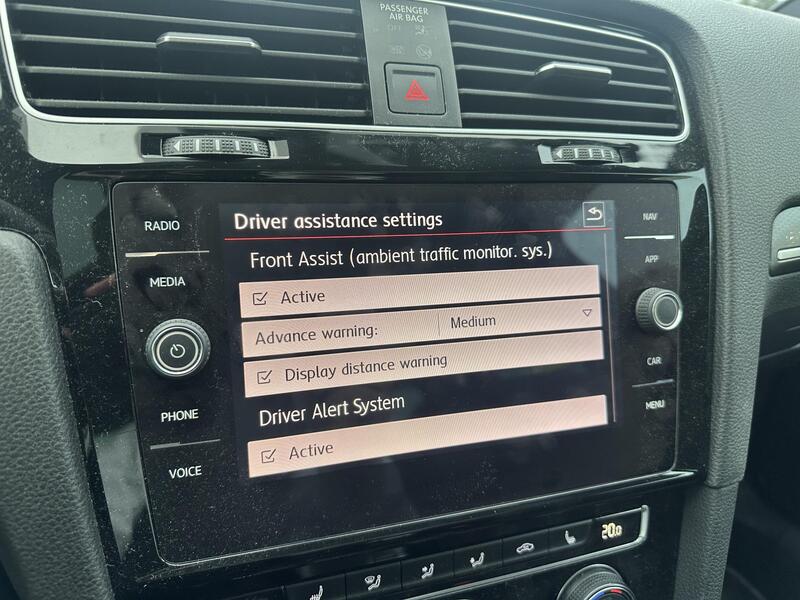 PASSENGER
AIR BAG
OFF
RADIO
MEDIA
PHONE
VOICE
Driver assistance settings
Front Assist (ambient traffic monitor. sys.)
Active
Advance warning: Medium
Display distance warning
Driver Alert System
Active
NAV
APP
CAR
MENU
20.0